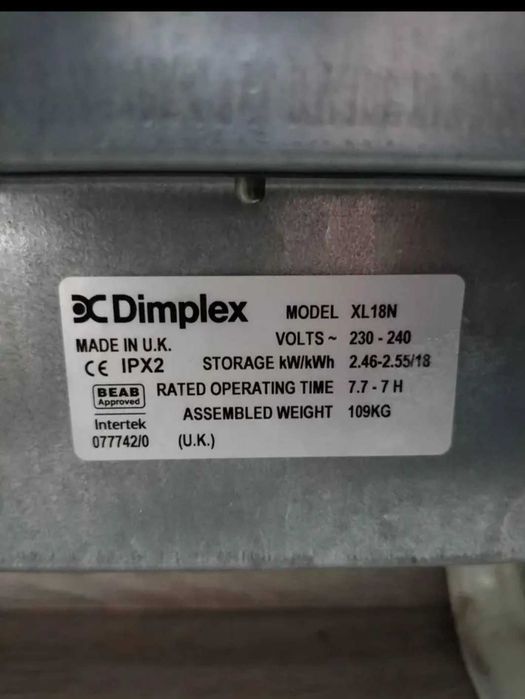 Dimplex MODEL XL18N
MADE IN U.K. VOLTS ~ 230 - 240
CE IPX2 STORAGE kW/kWh 2.46-2.55/18
BEAB Approved RATED OPERATING TIME 7.7 - 7 H
Intertek ASSEMBLED WEIGHT 109KG
077742/0 (U.K.)